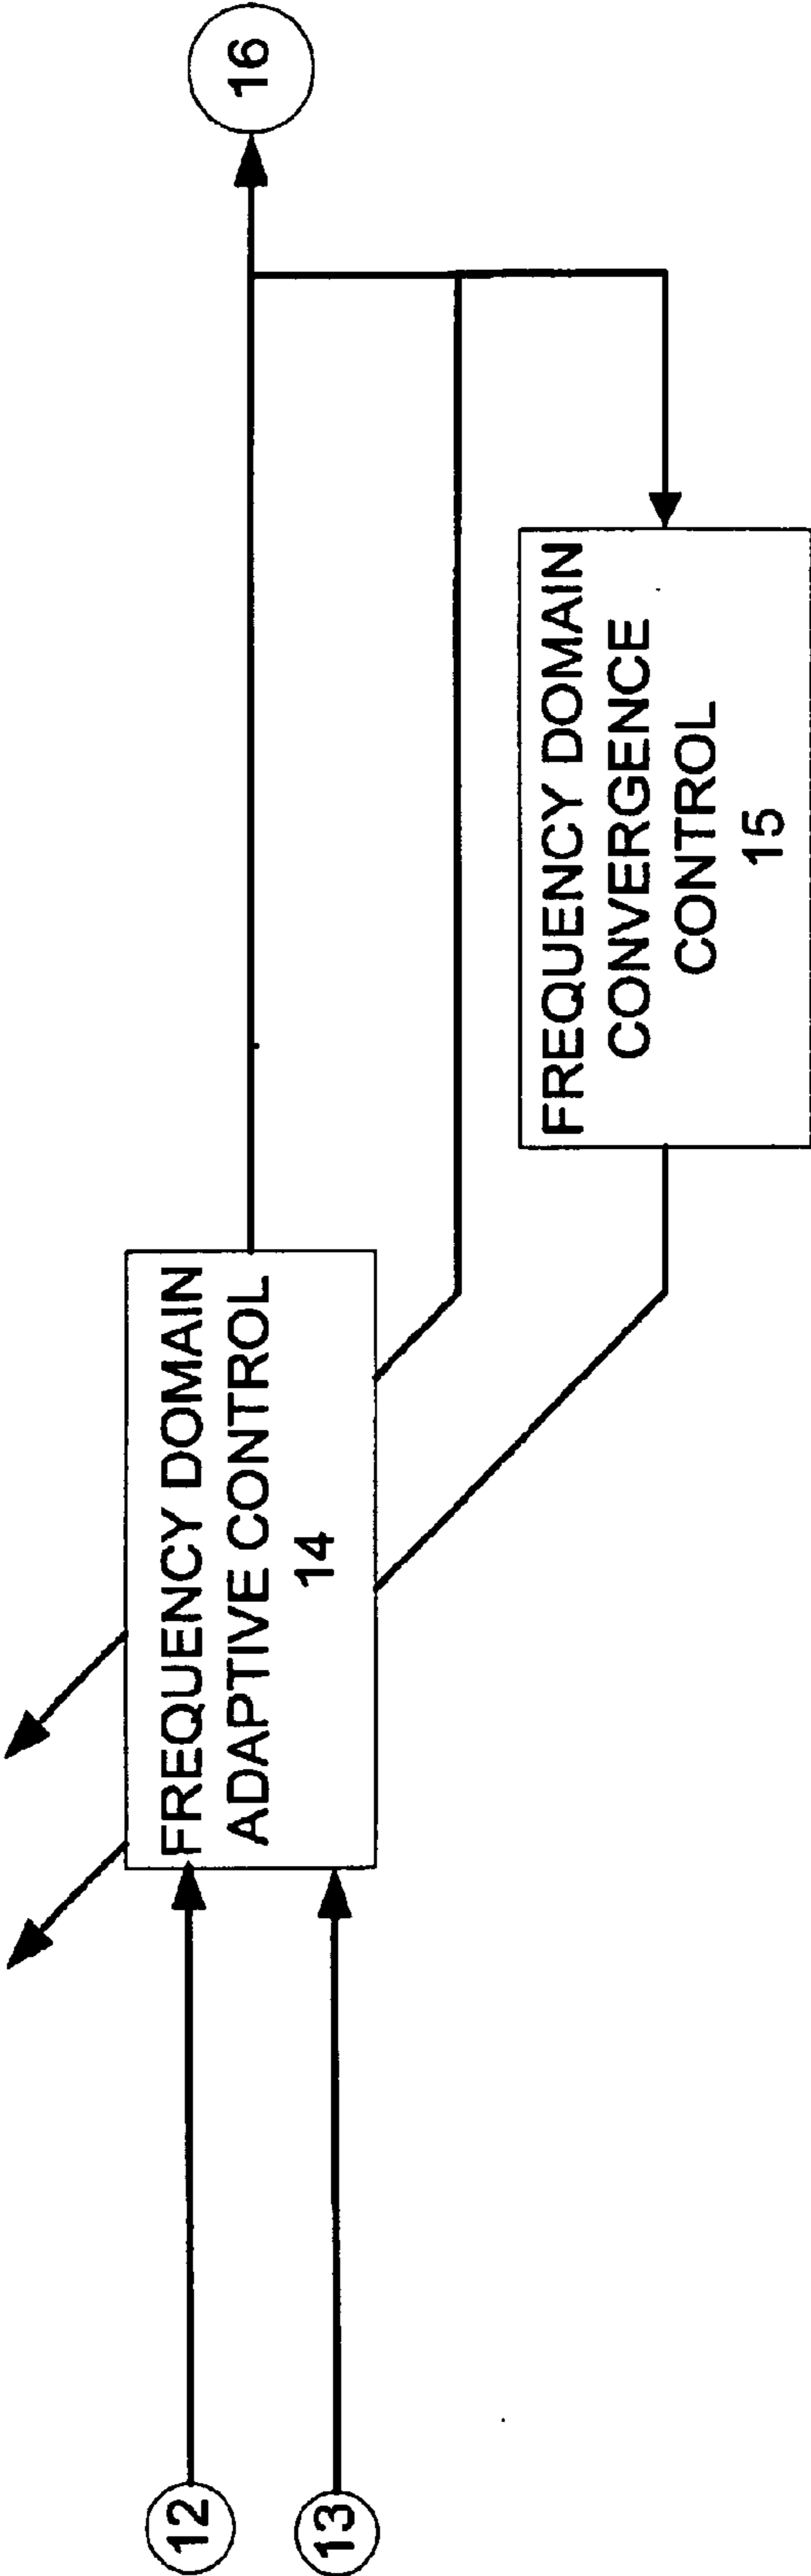 12
13
FREQUENCY DOMAIN
ADAPTIVE CONTROL
14
FREQUENCY DOMAIN
CONVERGENCE
CONTROL
15
16